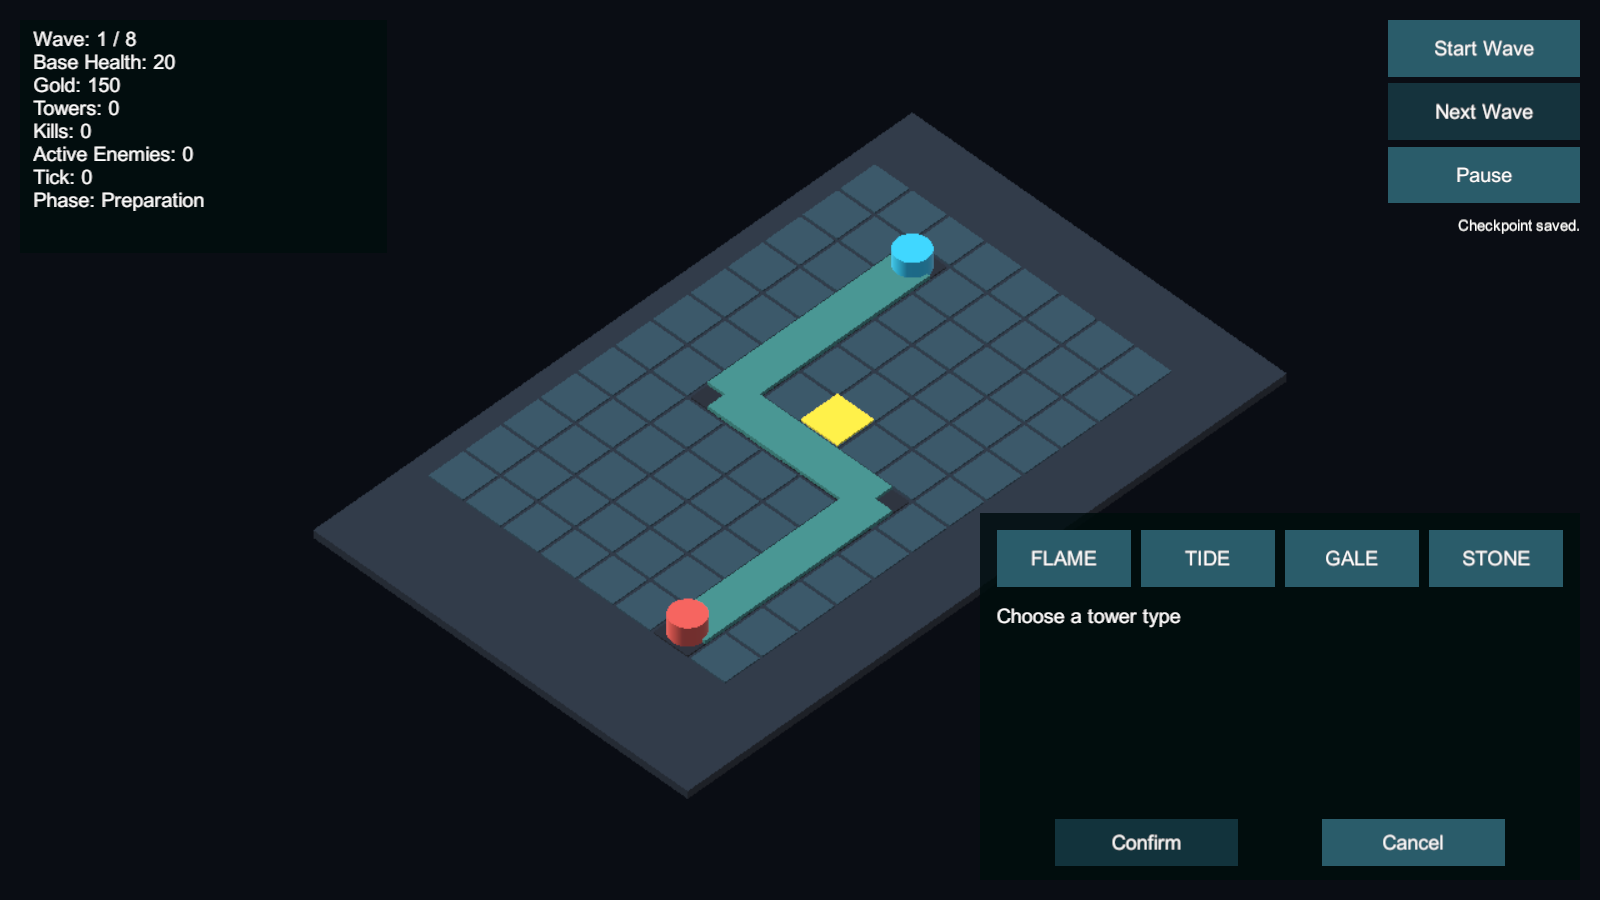 Wave: 1 / 8
Base Health: 20
Gold: 150
Towers: 0
Kills: 0
Active Enemies: 0
Tick: 0
Phase: Preparation
Start Wave
Next Wave
Pause
Checkpoint saved.
FLAME
TIDE
GALE
STONE
Choose a tower type
Confirm
Cancel